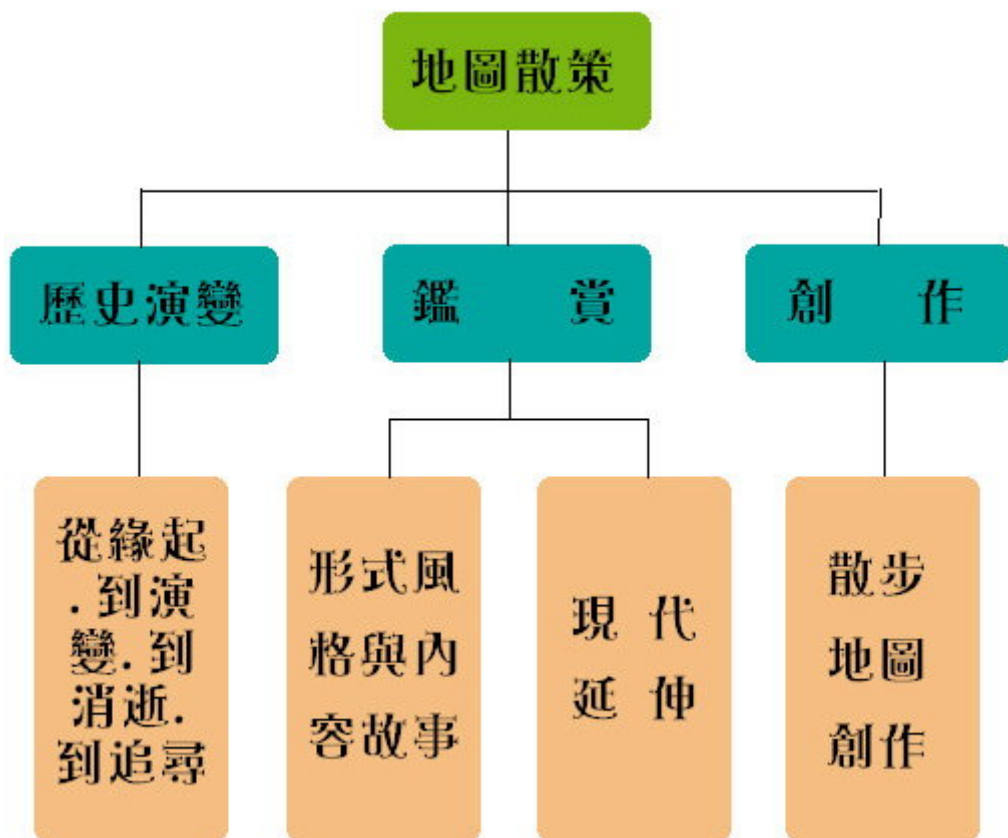 地圖散策
歷史演變
鑑 賞
創 作
從緣起
.到演
變.到
消逝.
到追尋
形式風
格與內
容故事
現 代
延 伸
散步
地圖
創作